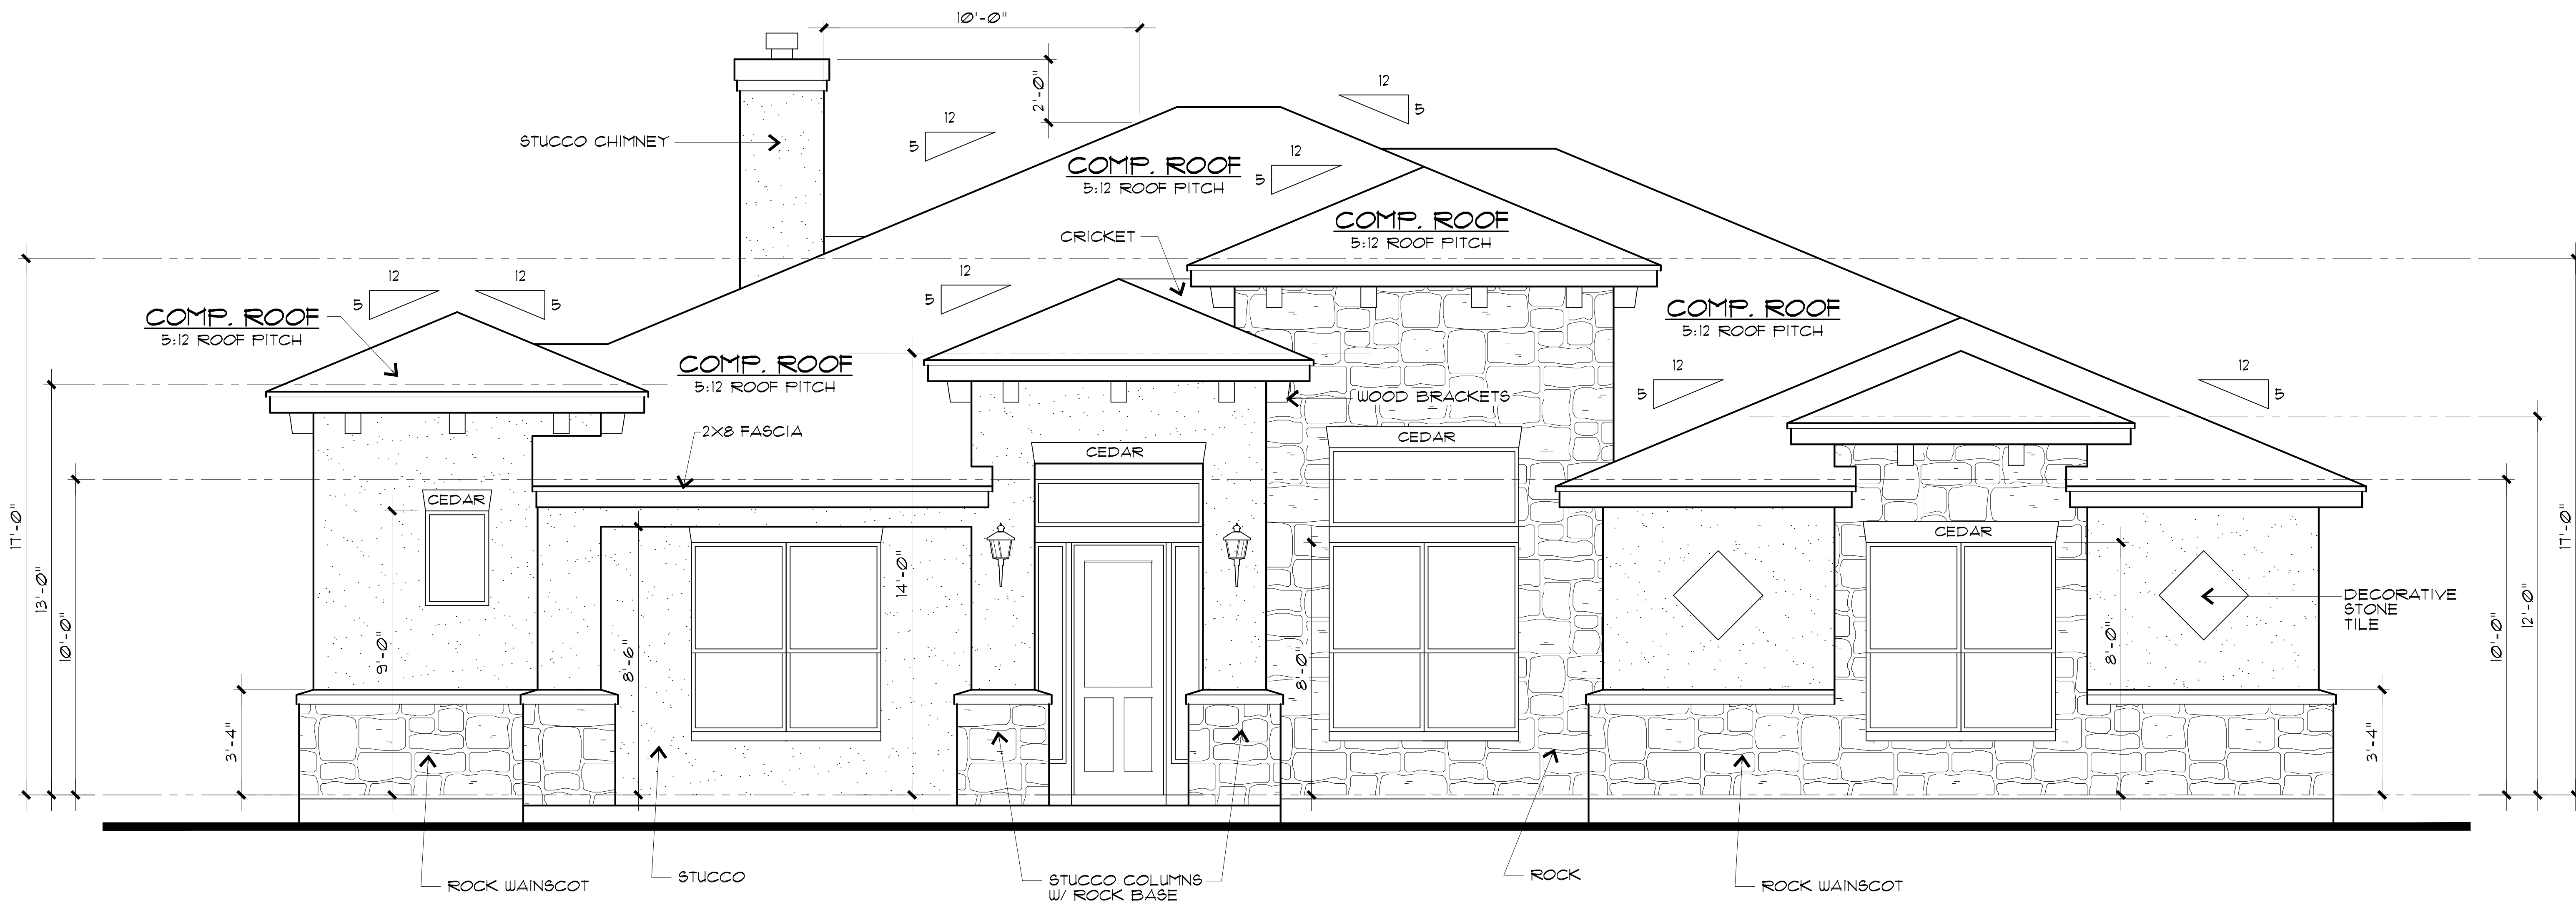 10'-0"
2'-0"
12
5
12
5
STUCCO CHIMNEY
COMP. ROOF
5:12 ROOF PITCH
12
5
COMP. ROOF
5:12 ROOF PITCH
CRICKET
12
5
12
5
12
5
COMP. ROOF
5:12 ROOF PITCH
COMP. ROOF
5:12 ROOF PITCH
COMP. ROOF
5:12 ROOF PITCH
12
5
12
5
WOOD BRACKETS
2X8 FASCIA
CEDAR
CEDAR
CEDAR
CEDAR
17'-0"
13'-0"
10'-0"
9'-0"
8'-6"
14'-0"
8'-0"
8'-0"
10'-0"
12'-0"
17'-0"
DECORATIVE
STONE
TILE
3'-4"
3'-4"
ROCK WAINSCOT
STUCCO
STUCCO COLUMNS
W/ ROCK BASE
ROCK
ROCK WAINSCOT